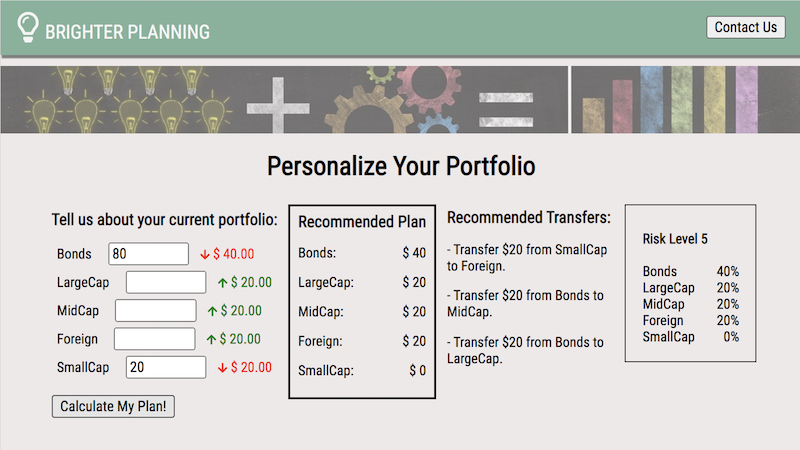 BRIGHTER PLANNING
Contact Us
Personalize Your Portfolio
Tell us about your current portfolio:
Bonds 80 ↓ $ 40.00
LargeCap ↑ $ 20.00
MidCap ↑ $ 20.00
Foreign ↑ $ 20.00
SmallCap 20 ↓ $ 20.00
Calculate My Plan!
Recommended Plan
Bonds: $ 40
LargeCap: $ 20
MidCap: $ 20
Foreign: $ 20
SmallCap: $ 0
Recommended Transfers:
- Transfer $20 from SmallCap
to Foreign.
- Transfer $20 from Bonds to
MidCap.
- Transfer $20 from Bonds to
LargeCap.
Risk Level 5
Bonds 40%
LargeCap 20%
MidCap 20%
Foreign 20%
SmallCap 0%